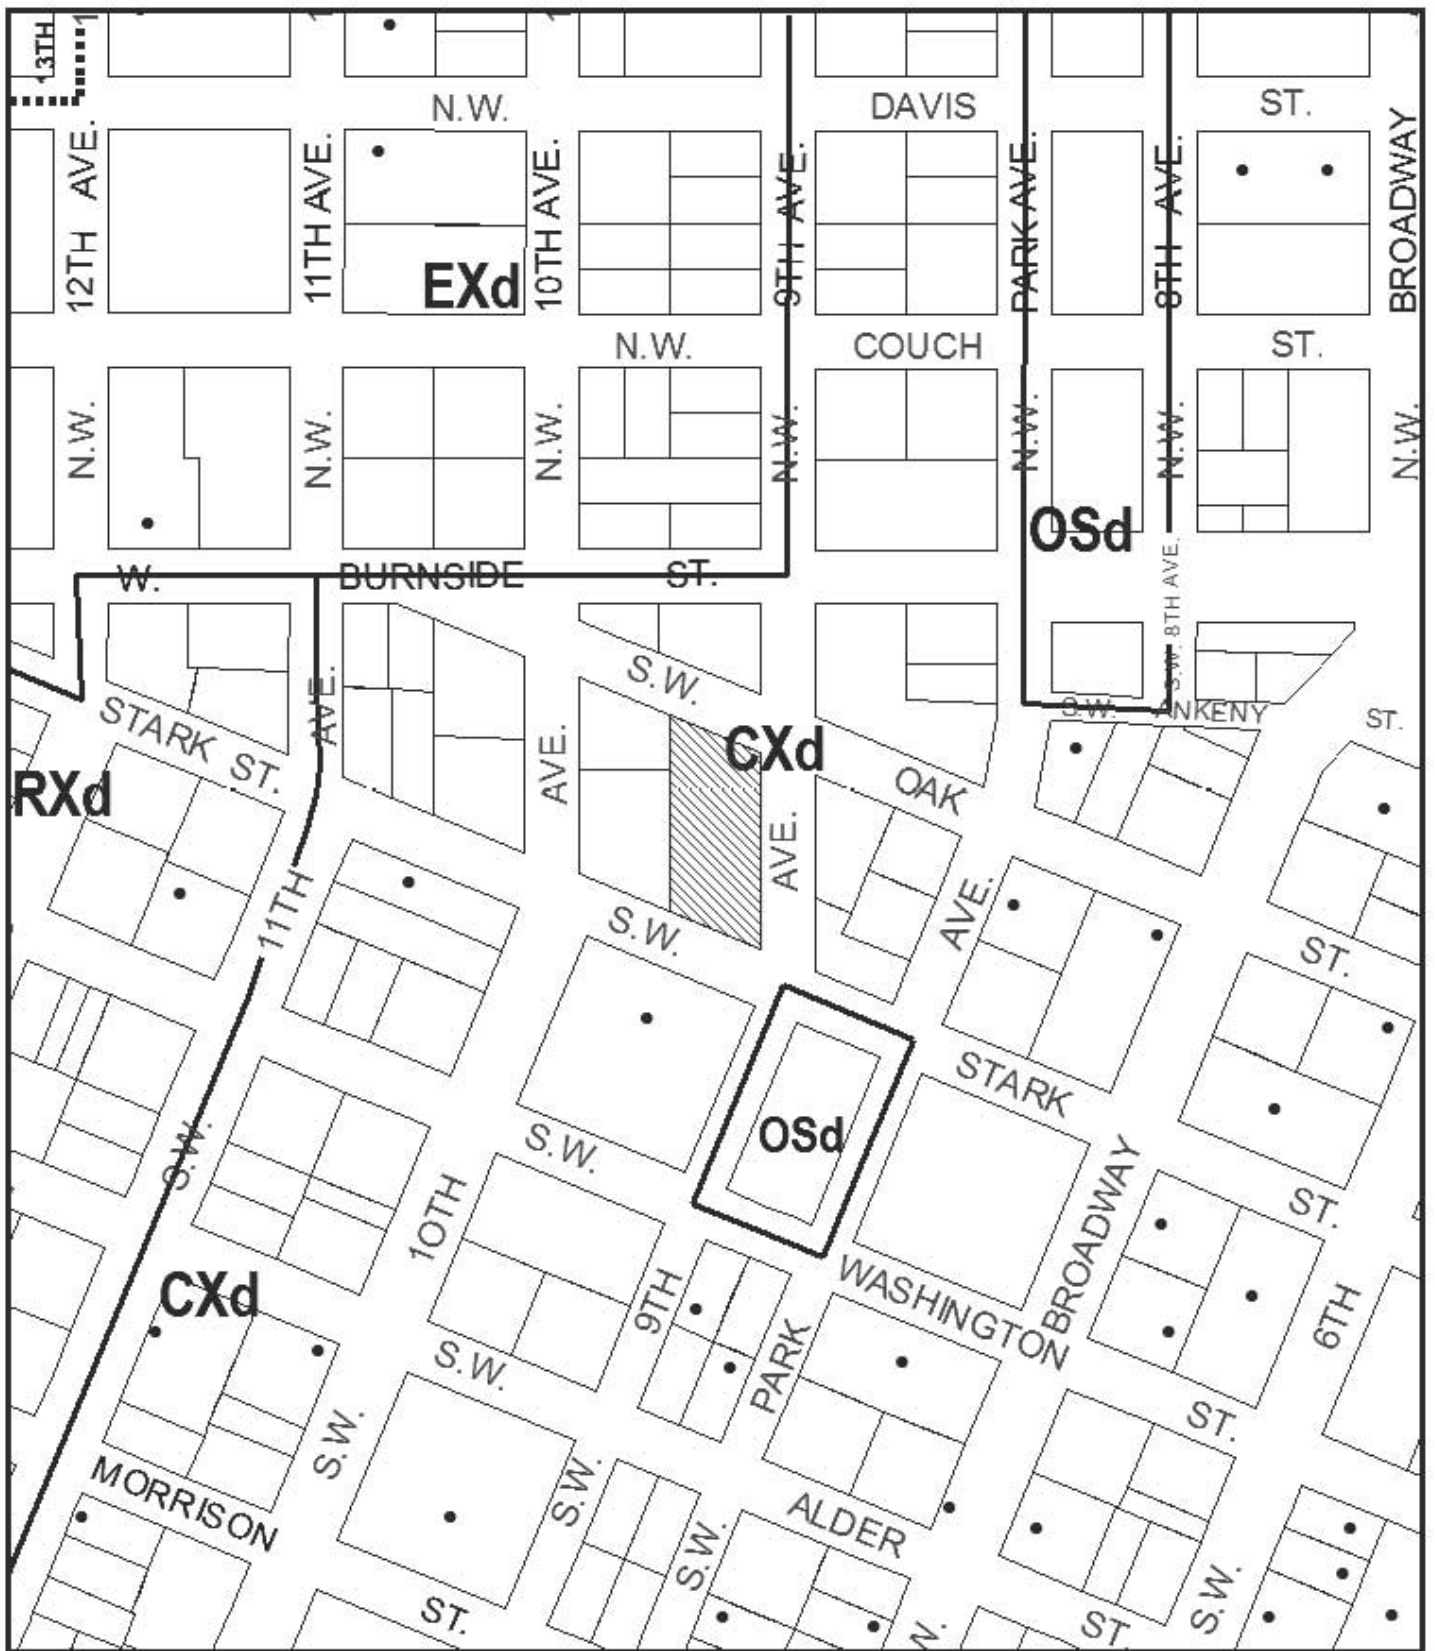 13TH
N.W. DAVIS ST.
12TH AVE.
11TH AVE.
10TH AVE.
9TH AVE.
PARK AVE.
8TH AVE.
BROADWAY
EXd
N.W. COUCH ST.
N.W.
N.W.
N.W.
N.W.
N.W.
N.W.
N.W.
OSd
W. BURNSIDE ST.
S.W. 8TH AVE.
S.W. ANKENY ST.
S.W. OAK ST.
STARK ST.
AVE.
AVE.
CXd
RXd
AVE.
AVE.
11TH
S.W. STARK ST.
OSd
S.W. WASHINGTON ST.
S.W.
10TH
BROADWAY
CXd
9TH
PARK
6TH
S.W. ALDER ST.
S.W.
S.W.
S.W.
S.W.
W.
MORRISON ST.